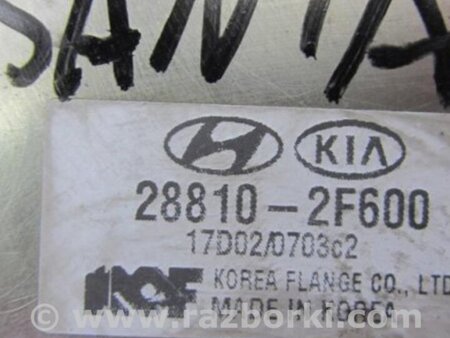 SANTA
KIA
28810-2F600
17D02/0703c2
KOREA FLANGE CO., LTD
MADE IN KOREA
www.razborki.com